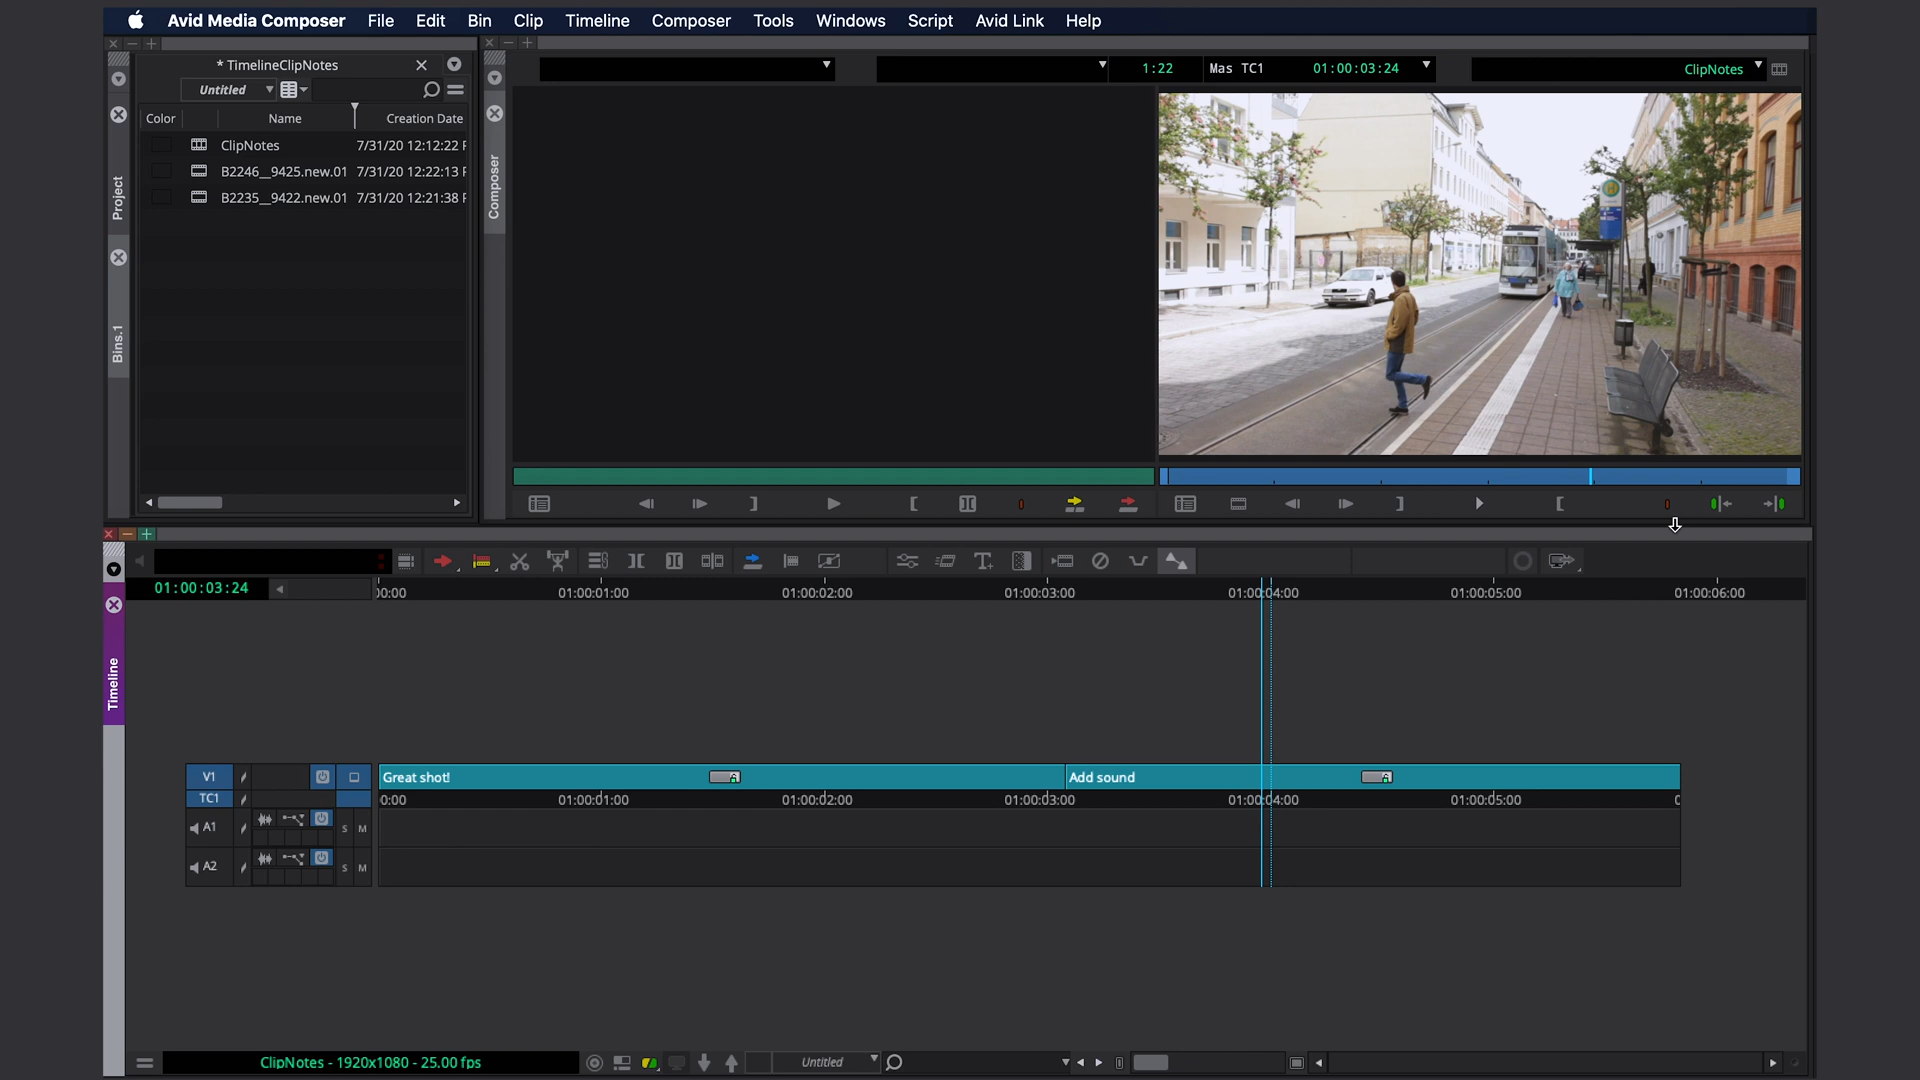 Avid Media Composer File Edit Bin Clip Timeline Composer Tools Windows Script Avid Link Help
* TimelineClipNotes
Untitled
Color Name Creation Date
ClipNotes 7/31/20 12:12:22
B2246__9425.new.01 7/31/20 12:22:13
B2235__9422.new.01 7/31/20 12:21:38
Project
Bins.1
Composer
1:22 Mas TC1 01:00:03:24 ClipNotes
Timeline
01:00:03:24
00:00 01:00:01:00 01:00:02:00 01:00:03:00 01:00:04:00 01:00:05:00 01:00:06:00
V1 Great shot! Add sound
TC1 0:00 01:00:01:00 01:00:02:00 01:00:03:00 01:00:04:00 01:00:05:00
A1 S M
A2 S M
ClipNotes - 1920x1080 - 25.00 fps Untitled